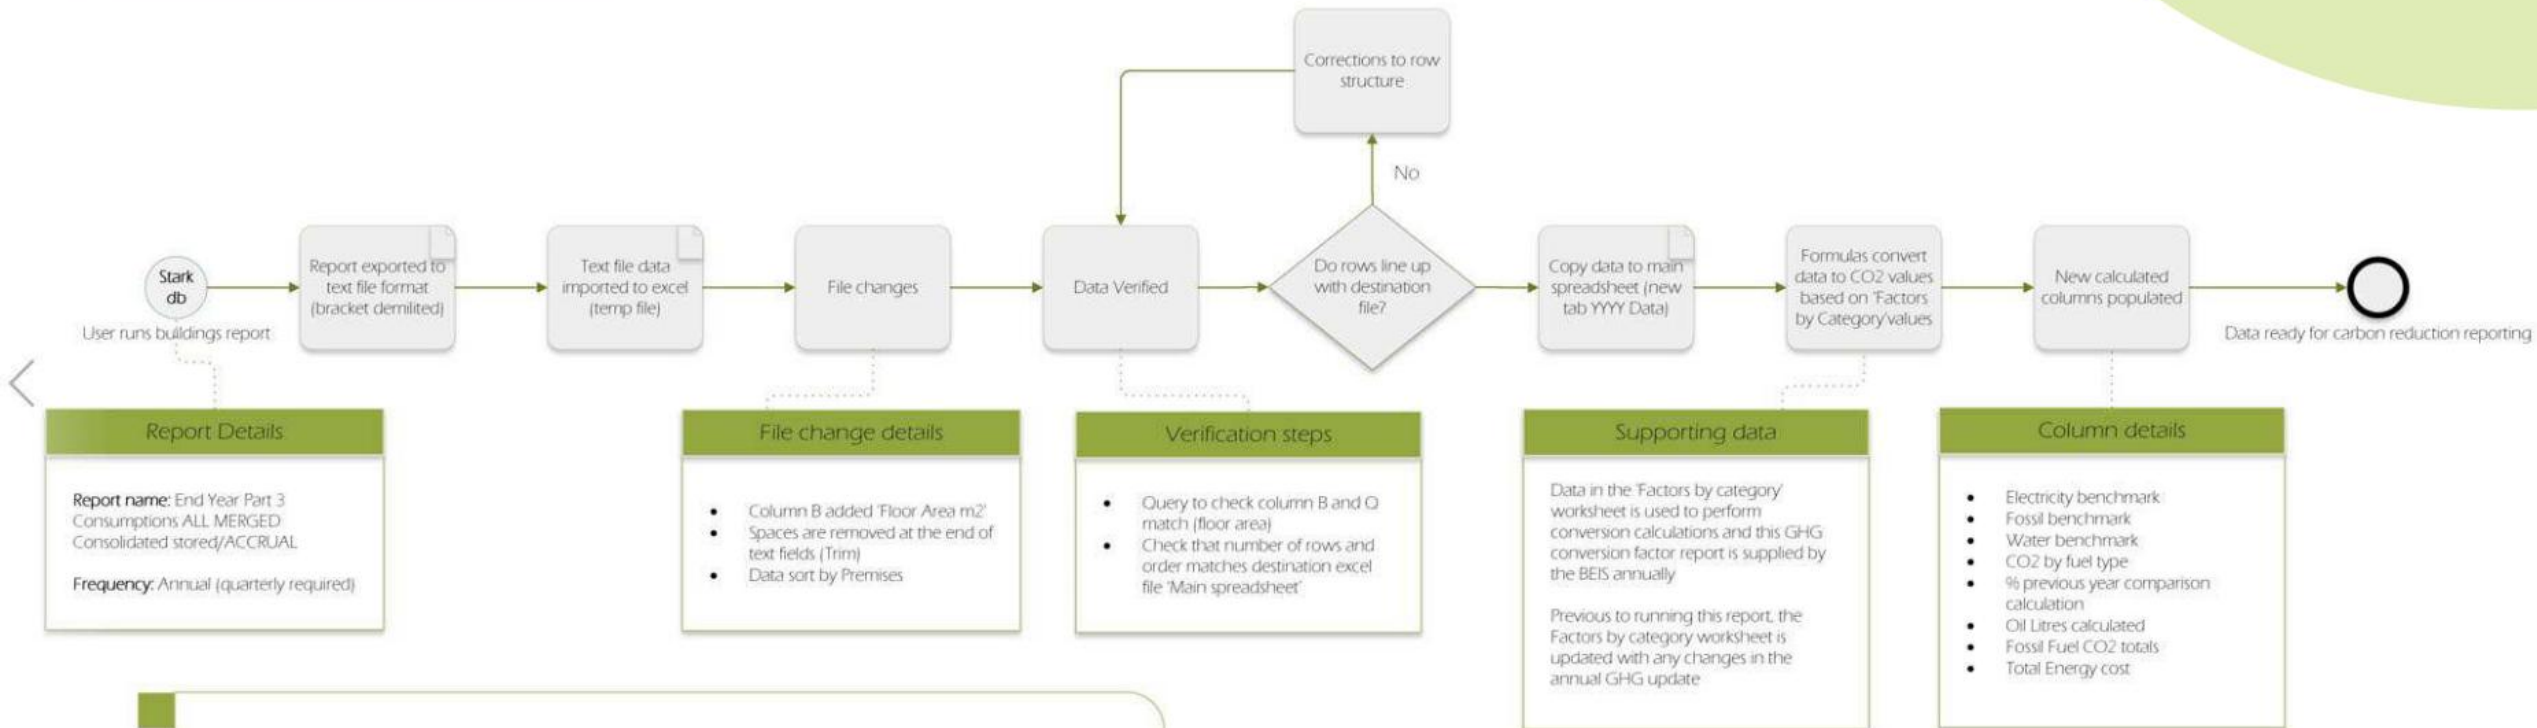 Corrections to row
structure
No
Stark
db
User runs buildings report
Report exported to
text file format
(bracket demilited)
Text file data
imported to excel
(temp file)
File changes
Data Verified
Do rows line up
with destination
file?
Copy data to main
spreadsheet (new
tab YYYY Data)
Formulas convert
data to CO2 values
based on 'Factors
by Category'values
New calculated
columns populated
Data ready for carbon reduction reporting
Report Details
Report name: End Year Part 3
Consumptions ALL MERGED
Consolidated stored/ACCRUAL
Frequency: Annual (quarterly required)
File change details
• Column B added 'Floor Area m2'
• Spaces are removed at the end of
text fields (Trim)
• Data sort by Premises
Verification steps
• Query to check column B and Q
match (floor area)
• Check that number of rows and
order matches destination excel
file 'Main spreadsheet'
Supporting data
Data in the 'Factors by category'
worksheet is used to perform
conversion calculations and this GHG
conversion factor report is supplied by
the BEIS annually
Previous to running this report, the
Factors by category worksheet is
updated with any changes in the
annual GHG update
Column details
• Electricity benchmark
• Fossil benchmark
• Water benchmark
• CO2 by fuel type
• % previous year comparison
calculation
• Oil Litres calculated
• Fossil Fuel CO2 totals
• Total Energy cost